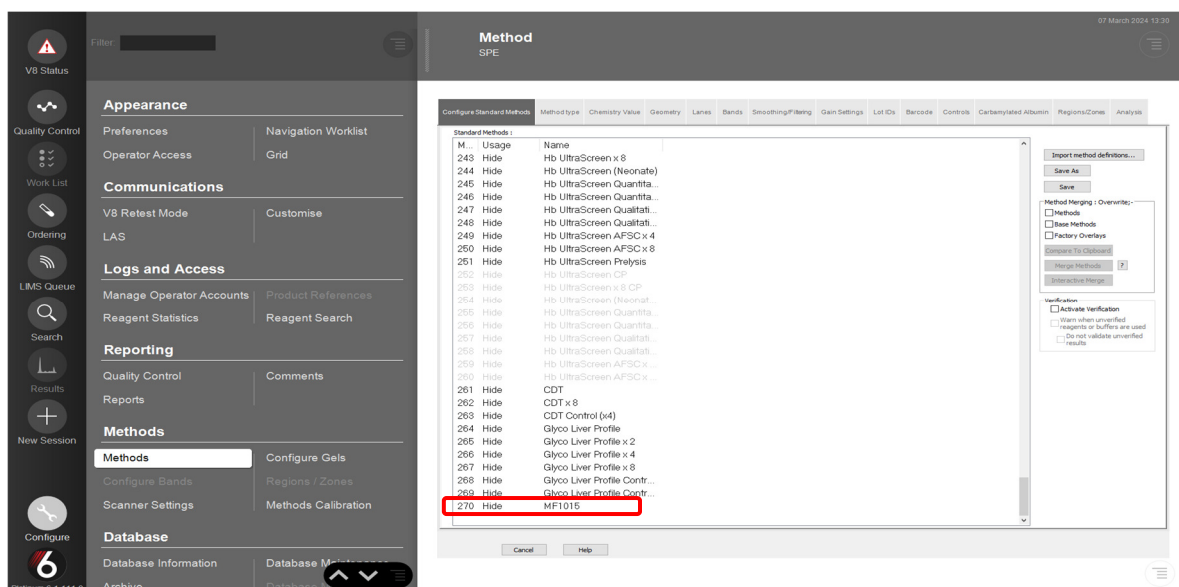 07 March 2024 13:30
V8 Status
Quality Control
Work List
Ordering
LIMS Queue
Search
Results
New Session
Configure
Filter:
Appearance
Preferences
Navigation Worklist
Operator Access
Grid
Communications
V8 Retest Mode
Customise
LAS
Logs and Access
Manage Operator Accounts
Product References
Reagent Statistics
Reagent Search
Reporting
Quality Control
Comments
Reports
Methods
Methods
Configure Gels
Configure Bands
Regions / Zones
Scanner Settings
Methods Calibration
Database
Database Information
Database
Archive
Database
Method
SPE
Configure Standard Methods
Method type
Chemistry Value
Geometry
Lanes
Bands
Smoothing/Filtering
Gain Settings
Lot IDs
Barcode
Controls
Carbamylated Albumin
Regions/Zones
Analysis
Standard Methods :
M... Usage Name
243 Hide Hb UltraScreen x 8
244 Hide Hb UltraScreen (Neonate)
245 Hide Hb UltraScreen Quantita...
246 Hide Hb UltraScreen Quantita...
247 Hide Hb UltraScreen Qualitati...
248 Hide Hb UltraScreen Qualitati...
249 Hide Hb UltraScreen AFSC x 4
250 Hide Hb UltraScreen AFSC x 8
251 Hide Hb UltraScreen Prelysis
252 Hide Hb UltraScreen CP
253 Hide Hb UltraScreen x 8 CP
254 Hide Hb UltraScreen (Neonat...
255 Hide Hb UltraScreen Quantita...
256 Hide Hb UltraScreen Quantita...
257 Hide Hb UltraScreen Qualitati...
258 Hide Hb UltraScreen Qualitati...
259 Hide Hb UltraScreen AFSC x ...
260 Hide Hb UltraScreen AFSC x ...
261 Hide CDT
262 Hide CDT x 8
263 Hide CDT Control (x4)
264 Hide Glyco Liver Profile
265 Hide Glyco Liver Profile x 2
266 Hide Glyco Liver Profile x 4
267 Hide Glyco Liver Profile x 8
268 Hide Glyco Liver Profile Contr...
269 Hide Glyco Liver Profile Contr...
270 Hide MF1015
Import method definitions...
Save As
Save
Method Merging : Overwrite;-
Methods
Base Methods
Factory Overlays
Compare To Clipboard
Merge Methods ?
Interactive Merge
Verification
Activate Verification
Warn when unverified
reagents or buffers are used
Do not validate unverified
results
Cancel
Help